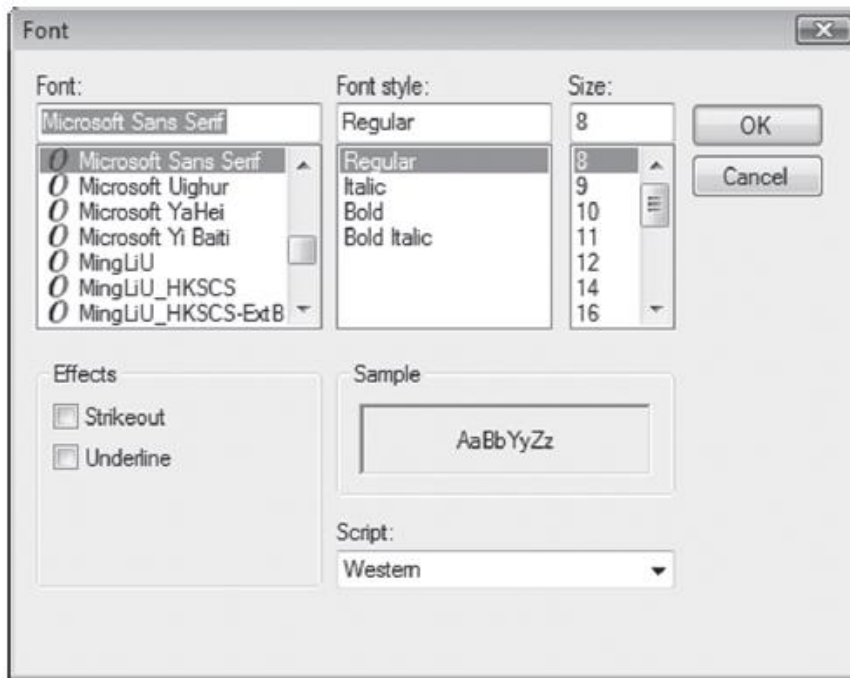 Font
Font:
Microsoft Sans Serif
O Microsoft Sans Serif
O Microsoft Uighur
O Microsoft YaHei
O Microsoft Yi Baiti
O MingLiU
O MingLiU_HKSCS
O MingLiU_HKSCS-ExtB
Font style:
Regular
Regular
Italic
Bold
Bold Italic
Size:
8
8
9
10
11
12
14
16
OK
Cancel
Effects
Strikeout
Underline
Sample
AaBbYyZz
Script:
Western